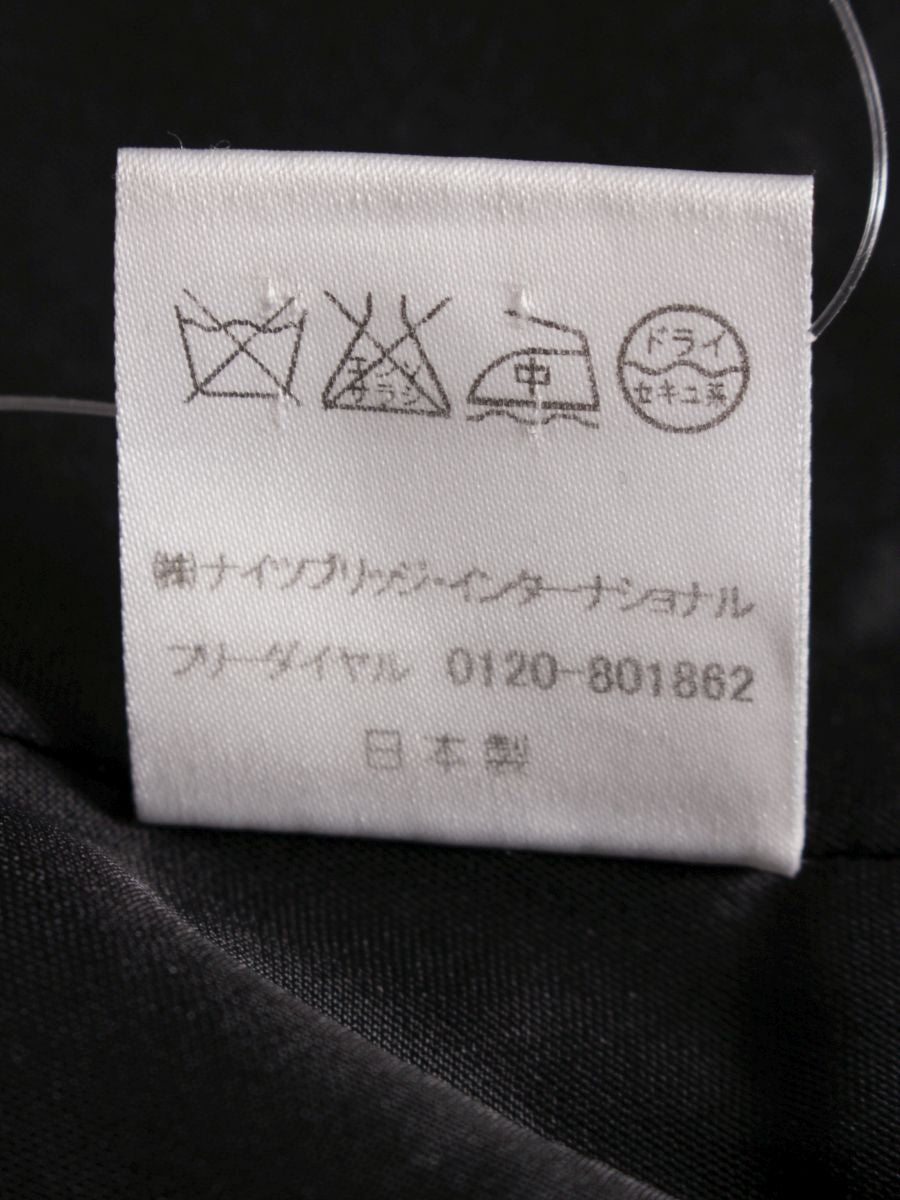 エンソ
サラシ
中
ドライ
セキユ系
㈱ナイツブリッジ・インターナショナル
フリーダイヤル 0120-801862
日本製